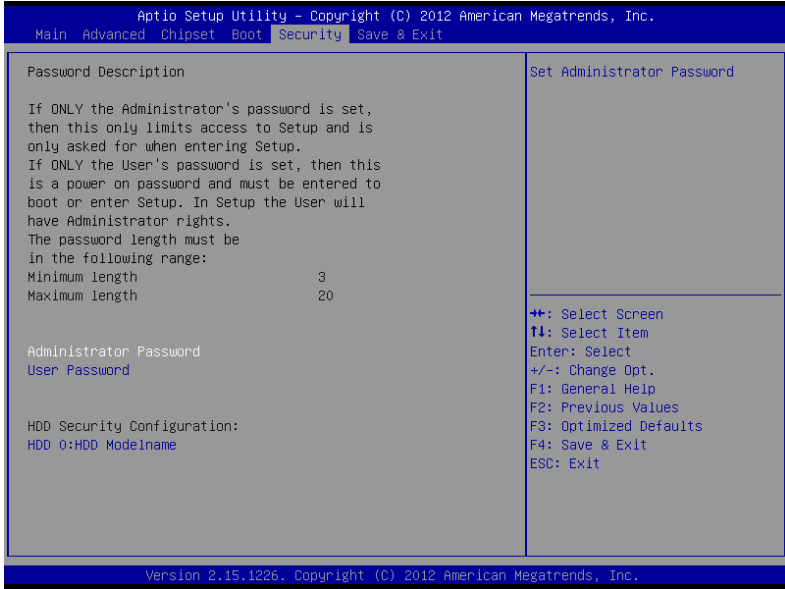 Aptio Setup Utility – Copyright (C) 2012 American Megatrends, Inc.
Main Advanced Chipset Boot Security Save & Exit
Password Description
If ONLY the Administrator's password is set,
then this only limits access to Setup and is
only asked for when entering Setup.
If ONLY the User's password is set, then this
is a power on password and must be entered to
boot or enter Setup. In Setup the User will
have Administrator rights.
The password length must be
in the following range:
Minimum length 3
Maximum length 20
Administrator Password
User Password
HDD Security Configuration:
HDD 0:HDD Modelname
Set Administrator Password
→←: Select Screen
↑↓: Select Item
Enter: Select
+/-: Change Opt.
F1: General Help
F2: Previous Values
F3: Optimized Defaults
F4: Save & Exit
ESC: Exit
Version 2.15.1226. Copyright (C) 2012 American Megatrends, Inc.